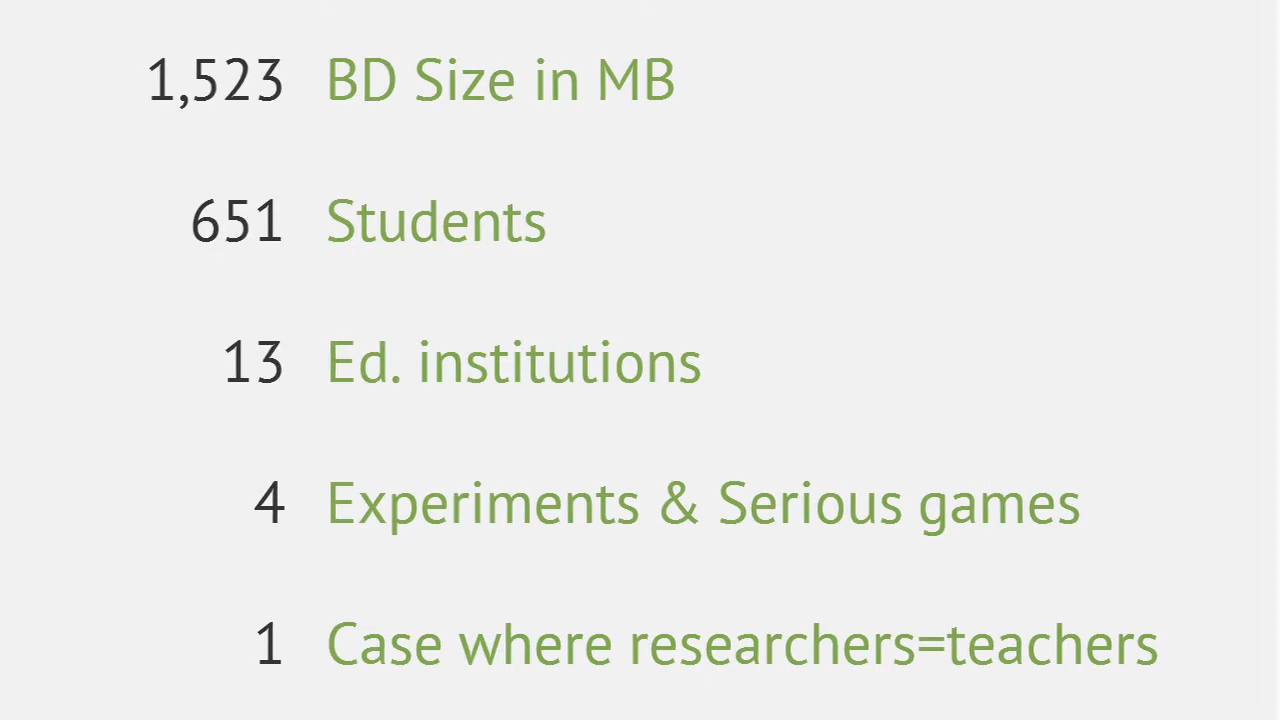 1,523 BD Size in MB
651 Students
13 Ed. institutions
4 Experiments & Serious games
1 Case where researchers=teachers